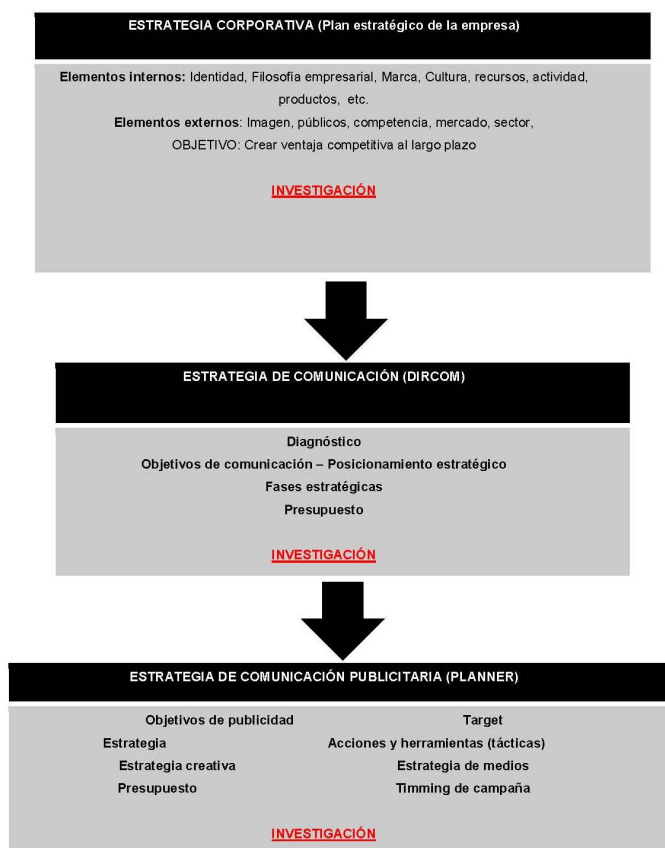 ESTRATEGIA CORPORATIVA (Plan estratégico de la empresa)
Elementos internos: Identidad, Filosofía empresarial, Marca, Cultura, recursos, actividad,
productos, etc.
Elementos externos: Imagen, públicos, competencia, mercado, sector,
OBJETIVO: Crear ventaja competitiva al largo plazo
INVESTIGACIÓN
ESTRATEGIA DE COMUNICACIÓN (DIRCOM)
Diagnóstico
Objetivos de comunicación – Posicionamiento estratégico
Fases estratégicas
Presupuesto
INVESTIGACIÓN
ESTRATEGIA DE COMUNICACIÓN PUBLICITARIA (PLANNER)
Objetivos de publicidad Target
Estrategia Acciones y herramientas (tácticas)
Estrategia creativa Estrategia de medios
Presupuesto Timming de campaña
INVESTIGACIÓN